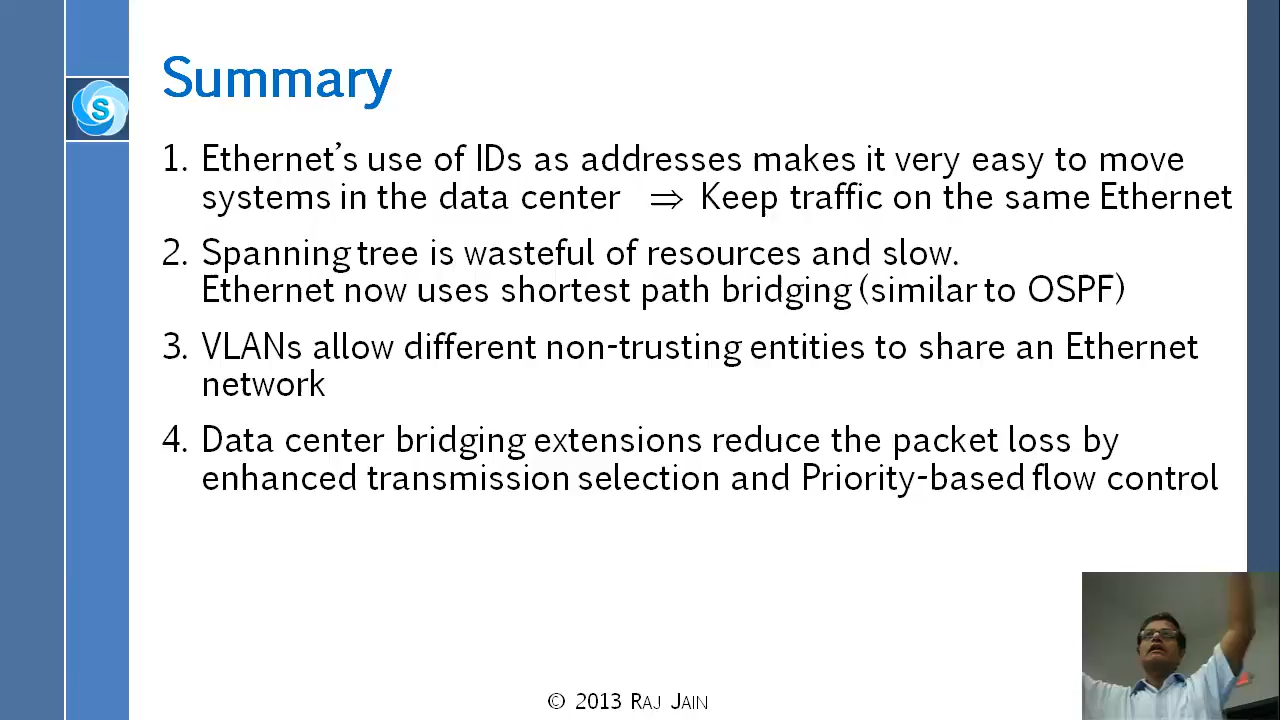 Summary
S
1. Ethernet's use of IDs as addresses makes it very easy to move
systems in the data center ⇒ Keep traffic on the same Ethernet
2. Spanning tree is wasteful of resources and slow.
Ethernet now uses shortest path bridging (similar to OSPF)
3. VLANs allow different non-trusting entities to share an Ethernet
network
4. Data center bridging extensions reduce the packet loss by
enhanced transmission selection and Priority-based flow control
© 2013 RAJ JAIN